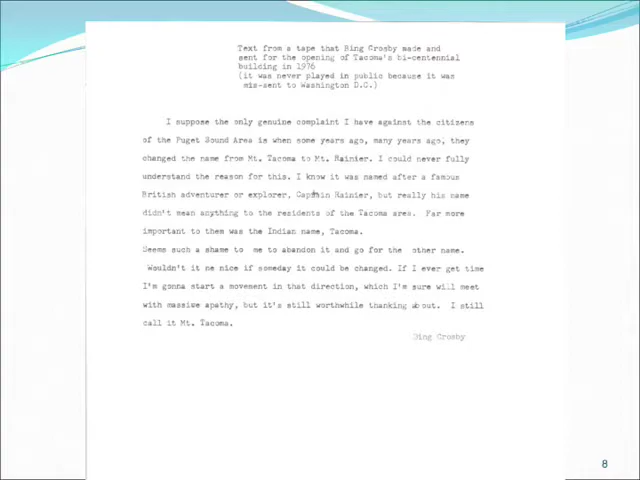 Text from a tape that Bing Crosby made and
sent for the opening of Tacoma's bi-centennial
building in 1976
(it was never played in public because it was
mis-sent to Washington D.C.)
I suppose the only genuine complaint I have against the citizens
of the Puget Sound Area is when some years ago, many years ago, they
changed the name from Mt. Tacoma to Mt. Rainier. I could never fully
understand the reason for this. I know it was named after a famous
British adventurer or explorer, Captain Rainier, but really his name
didn't mean anything to the residents of the Tacoma area. Far more
important to them was the Indian name, Tacoma.
Seems such a shame to me to abandon it and go for the other name.
Wouldn't it ne nice if someday it could be changed. If I ever get time
I'm gonna start a movement in that direction, which I'm sure will meet
with massive apathy, but it's still worthwhile thanking about. I still
call it Mt. Tacoma.
Bing Crosby
8